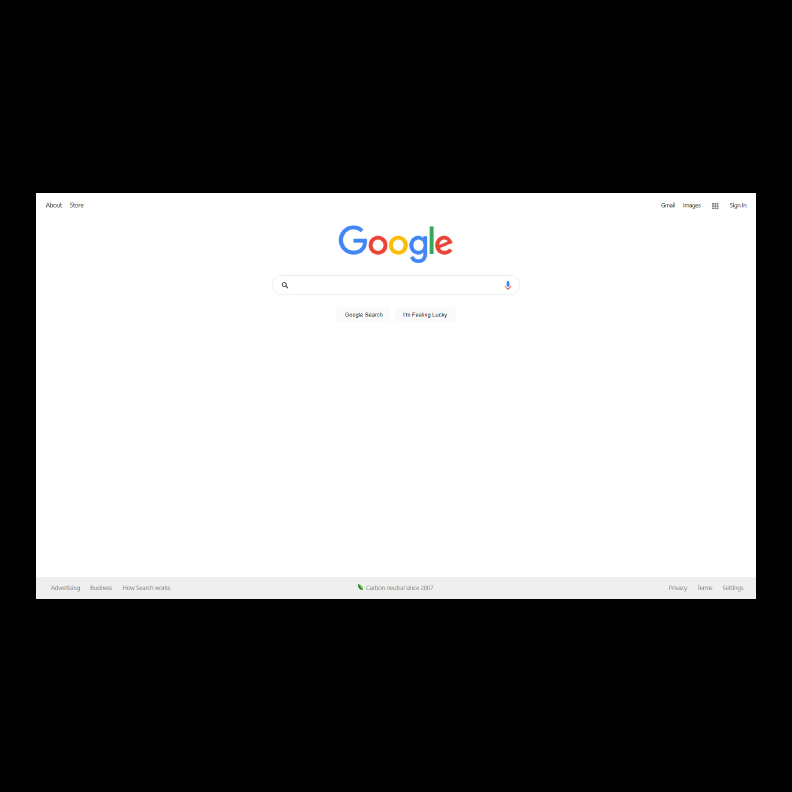 About Store Gmail Images Sign In
Google
Google Search I'm Feeling Lucky
Advertising Business How Search works Carbon neutral since 2007 Privacy Terms Settings